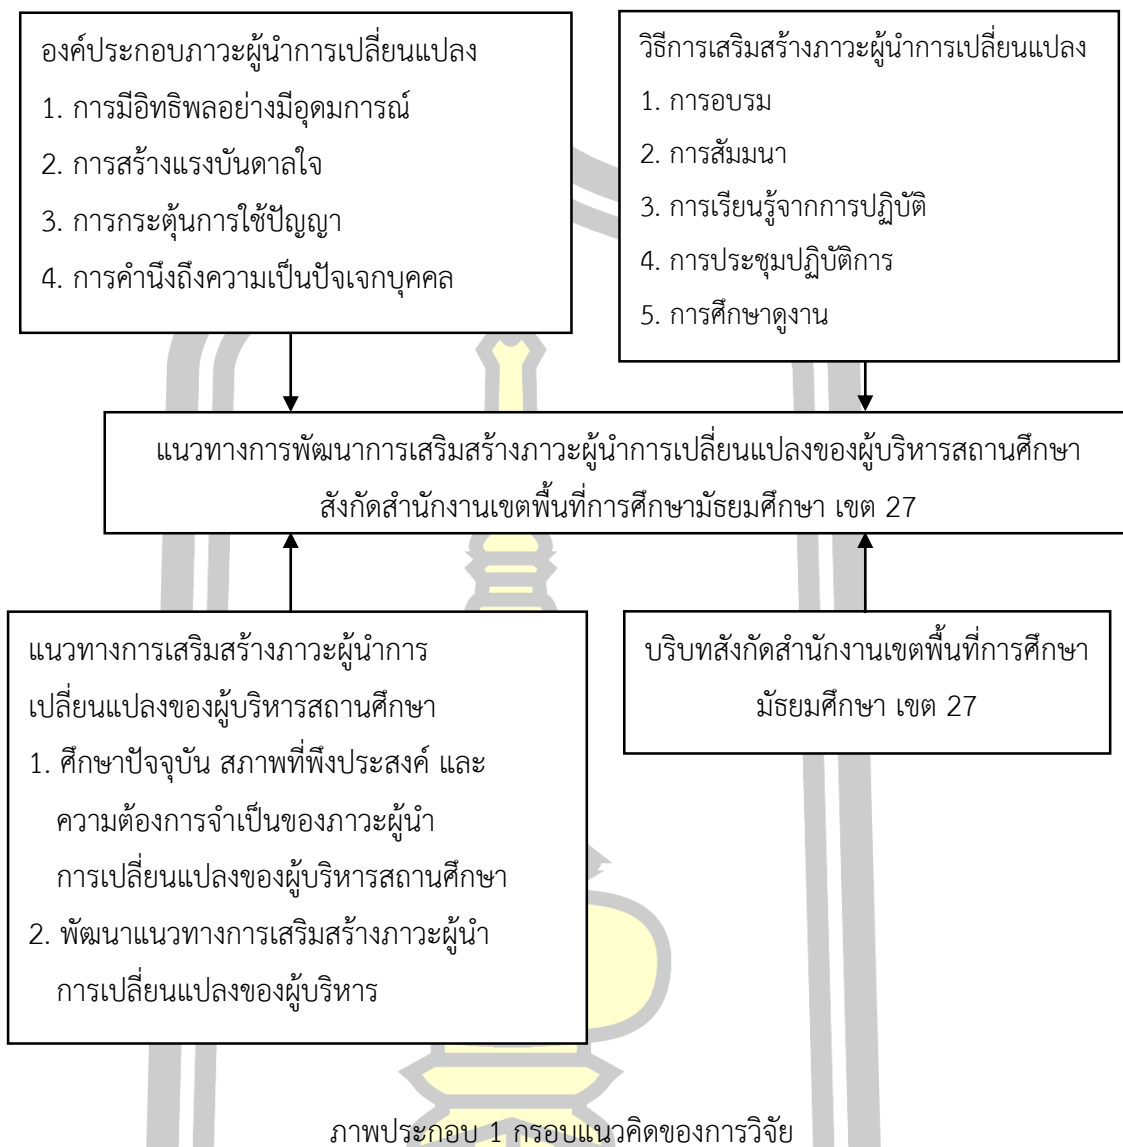 องค์ประกอบภาวะผู้นำการเปลี่ยนแปลง
1. การมีอิทธิพลอย่างมีอุดมการณ์
2. การสร้างแรงบันดาลใจ
3. การกระตุ้นการใช้ปัญญา
4. การคำนึงถึงความเป็นปัจเจกบุคคล
วิธีการเสริมสร้างภาวะผู้นำการเปลี่ยนแปลง
1. การอบรม
2. การสัมมนา
3. การเรียนรู้จากการปฏิบัติ
4. การประชุมปฏิบัติการ
5. การศึกษาดูงาน
แนวทางการพัฒนาการเสริมสร้างภาวะผู้นำการเปลี่ยนแปลงของผู้บริหารสถานศึกษา
สังกัดสำนักงานเขตพื้นที่การศึกษามัธยมศึกษา เขต 27
แนวทางการเสริมสร้างภาวะผู้นำการ
เปลี่ยนแปลงของผู้บริหารสถานศึกษา
1. ศึกษาปัจจุบัน สภาพที่พึงประสงค์ และ
ความต้องการจำเป็นของภาวะผู้นำ
การเปลี่ยนแปลงของผู้บริหารสถานศึกษา
2. พัฒนาแนวทางการเสริมสร้างภาวะผู้นำ
การเปลี่ยนแปลงของผู้บริหาร
บริบทสังกัดสำนักงานเขตพื้นที่การศึกษา
มัธยมศึกษา เขต 27
ภาพประกอบ 1 กรอบแนวคิดของการวิจัย